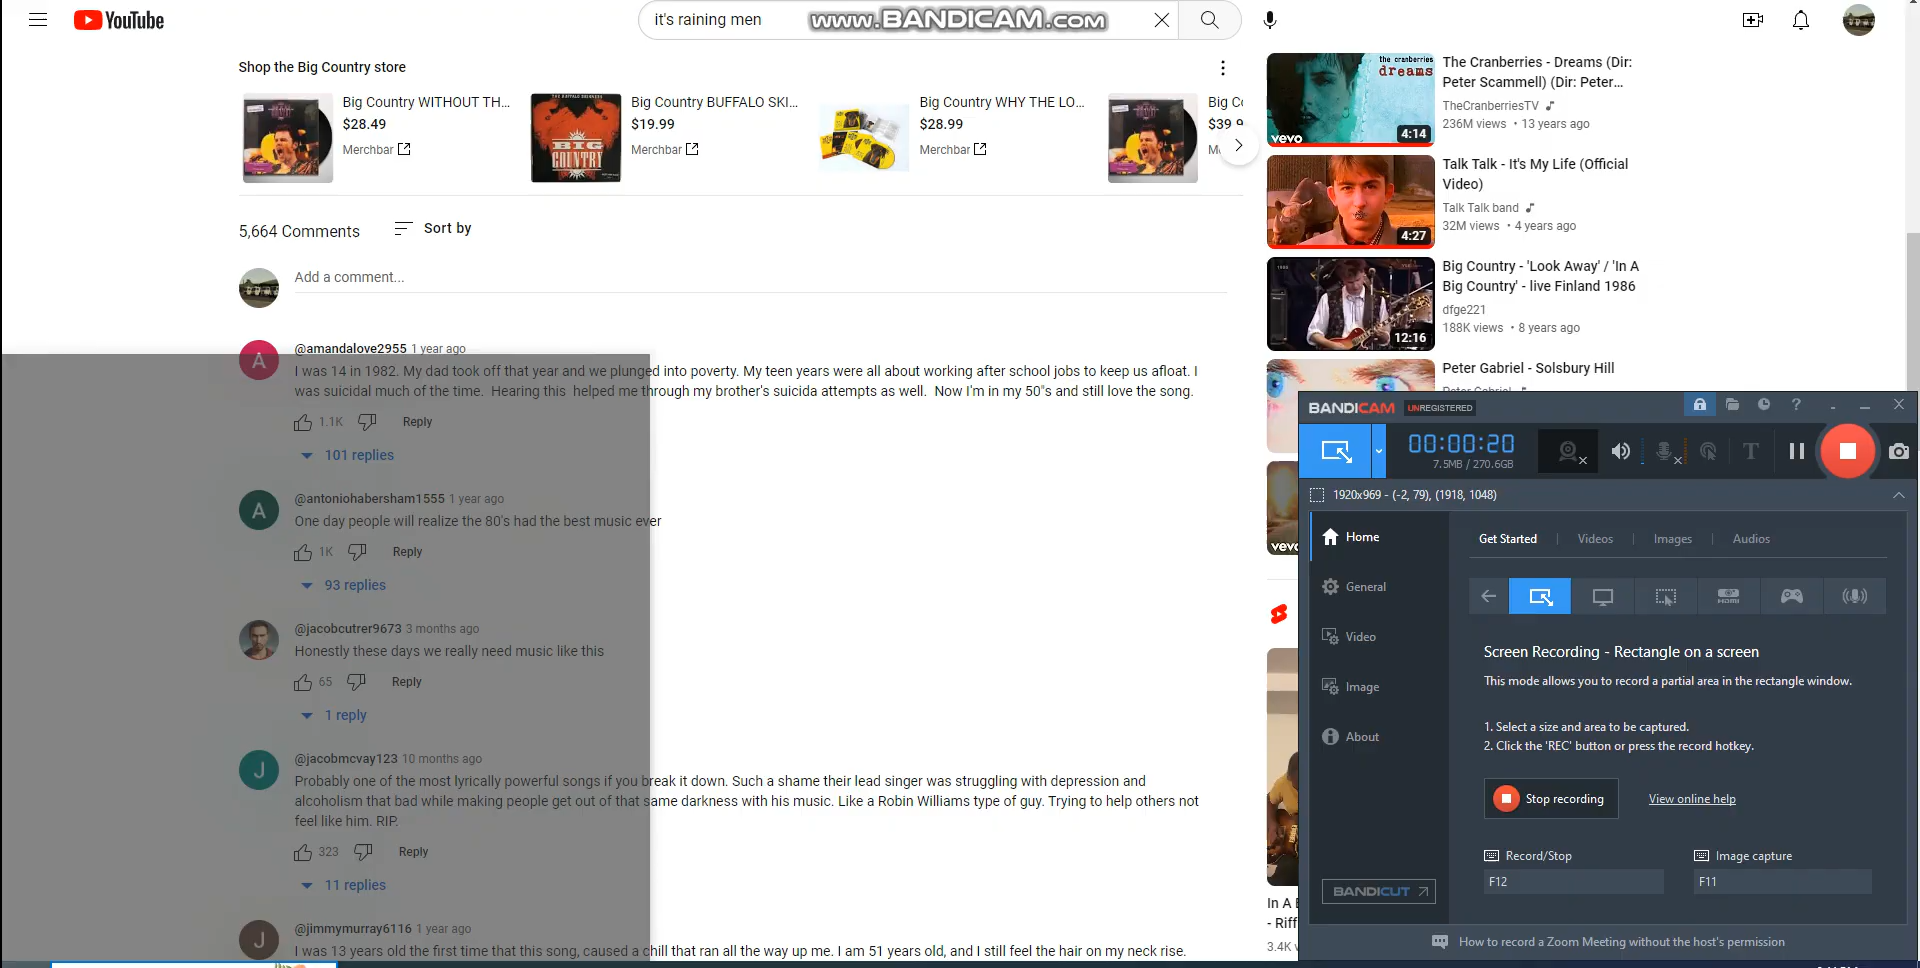 YouTube
it's raining men
www.BANDICAM.com
Shop the Big Country store
Big Country WITHOUT TH...
$28.49
Merchbar
Big Country BUFFALO SKI...
$19.99
Merchbar
Big Country WHY THE LO...
$28.99
Merchbar
Big Co
$39.9
M
BIG COUNTRY
5,664 Comments
Sort by
Add a comment...
A
@amandalove2955 1 year ago
I was 14 in 1982. My dad took off that year and we plunged into poverty. My teen years were all about working after school jobs to keep us afloat. I
was suicidal much of the time.  Hearing this  helped me through my brother's suicida attempts as well.  Now I'm in my 50"s and still love the song.
1.1K
Reply
101 replies
A
@antoniohabersham1555 1 year ago
One day people will realize the 80's had the best music ever
1K
Reply
93 replies
@jacobcutrer9673 3 months ago
Honestly these days we really need music like this
65
Reply
1 reply
J
@jacobmcvay123 10 months ago
Probably one of the most lyrically powerful songs if you break it down. Such a shame their lead singer was struggling with depression and
alcoholism that bad while making people get out of that same darkness with his music. Like a Robin Williams type of guy. Trying to help others not
feel like him. RIP.
323
Reply
11 replies
J
@jimmymurray6116 1 year ago
I was 13 years old the first time that this song, caused a chill that ran all the way up me. I am 51 years old, and I still feel the hair on my neck rise.
the cranberries
dreams
vevo
4:14
The Cranberries - Dreams (Dir:
Peter Scammell) (Dir: Peter...
TheCranberriesTV
236M views • 13 years ago
4:27
Talk Talk - It's My Life (Official
Video)
Talk Talk band
32M views • 4 years ago
12:16
Big Country - 'Look Away' / 'In A
Big Country' - live Finland 1986
dfge221
188K views • 8 years ago
Peter Gabriel - Solsbury Hill
Peter Gabriel
vevo
In A B
- Riff
3.4K v
BANDICAM UNREGISTERED
?
00:00:20
7.5MB / 270.6GB
T
1920x969 - (-2, 79), (1918, 1048)
Home
General
Video
Image
About
BANDICUT
Get Started
Videos
Images
Audios
HDMI
Screen Recording - Rectangle on a screen
This mode allows you to record a partial area in the rectangle window.
1. Select a size and area to be captured.
2. Click the 'REC' button or press the record hotkey.
Stop recording
View online help
Record/Stop
F12
Image capture
F11
How to record a Zoom Meeting without the host's permission